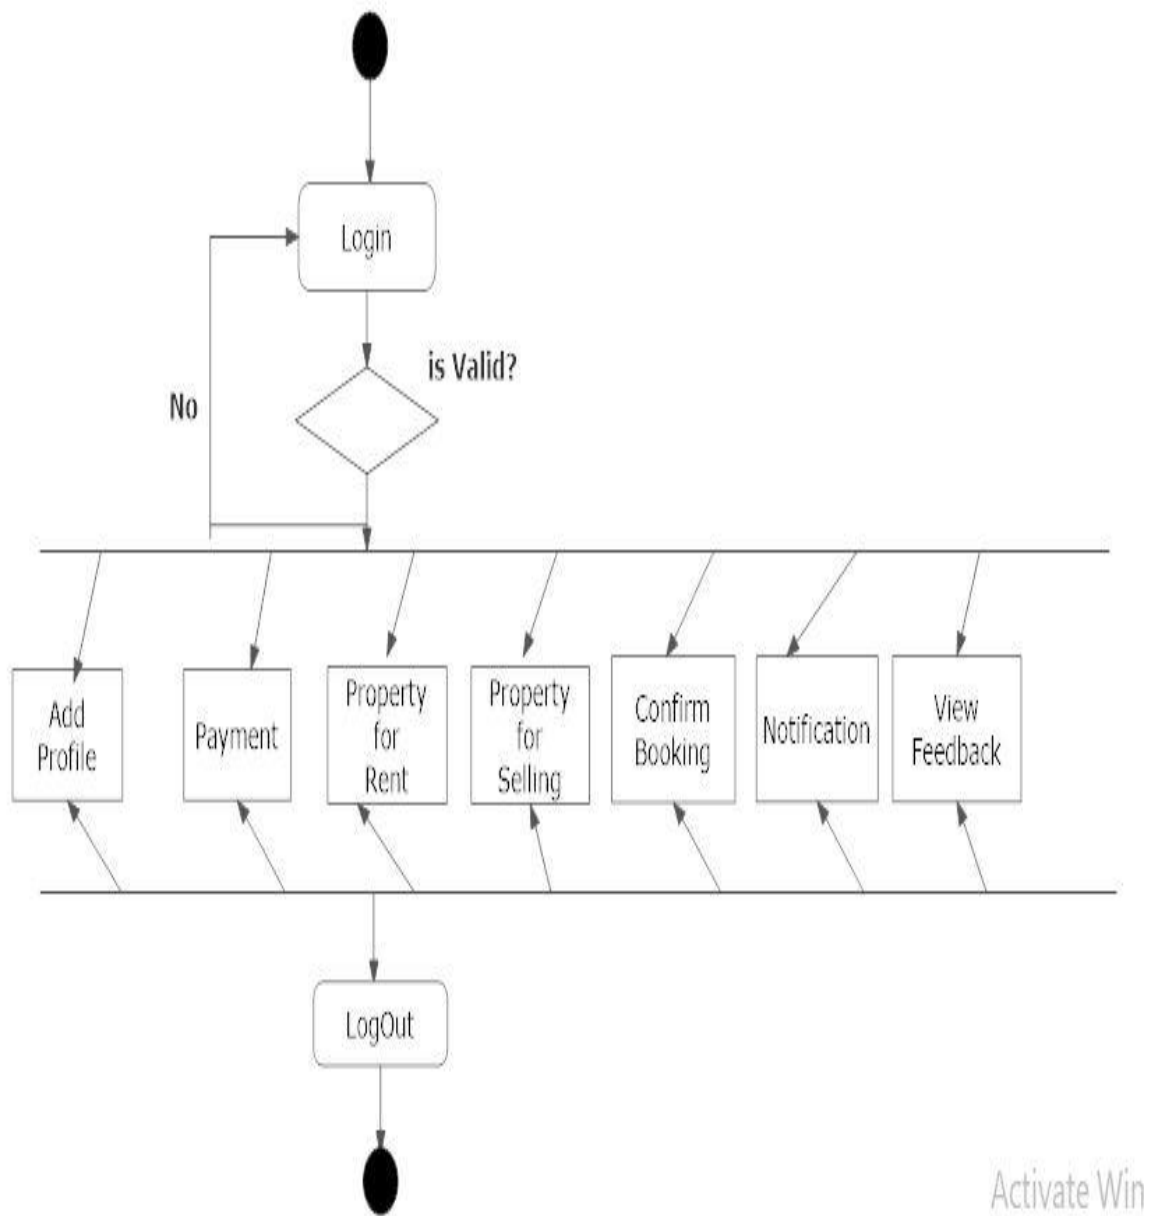 Login
is Valid?
No
Add
Profile
Payment
Property
for
Rent
Property
for
Selling
Confirm
Booking
Notification
View
Feedback
LogOut
Activate Win